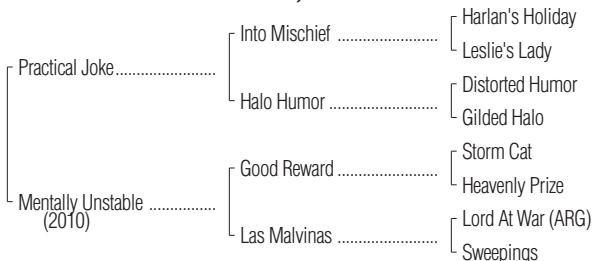 Harlan's Holiday
Into Mischief ......................
Leslie's Lady
Practical Joke......................
Distorted Humor
Halo Humor ........................
Gilded Halo
Storm Cat
Good Reward ......................
Heavenly Prize
Mentally Unstable ...............
(2010)
Lord At War (ARG)
Las Malvinas ......................
Sweepings